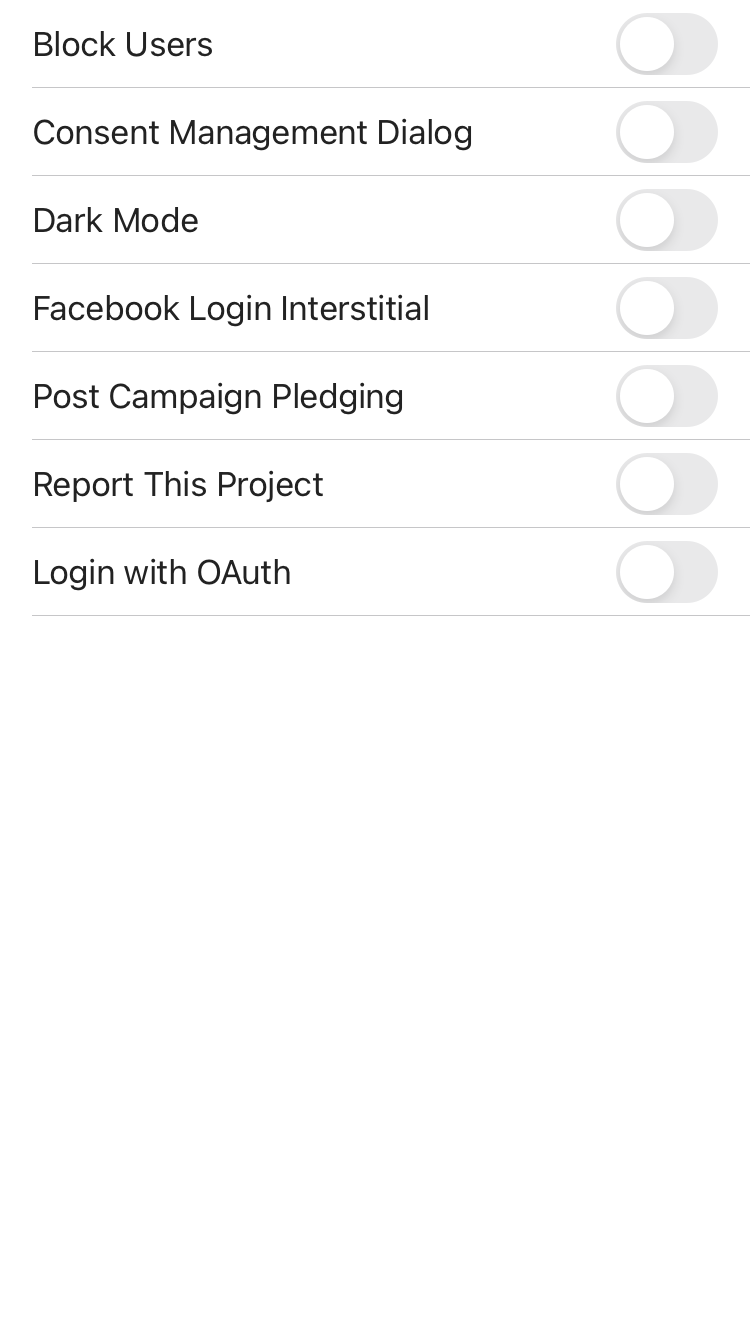 Block Users
Consent Management Dialog
Dark Mode
Facebook Login Interstitial
Post Campaign Pledging
Report This Project
Login with OAuth